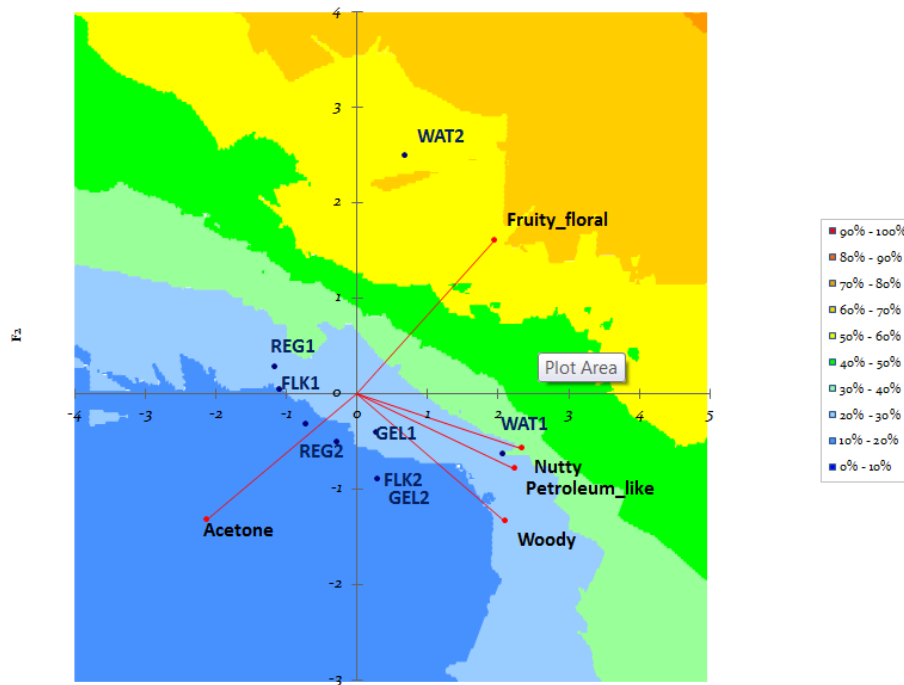 4
3
WAT2
2
Fruity_floral
90% - 100%
80% - 90%
70% - 80%
60% - 70%
50% - 60%
40% - 50%
30% - 40%
20% - 30%
10% - 20%
0% - 10%
1
F2
REG1
Plot Area
FLK1
-4
-3
-2
-1
0
1
2
3
4
5
WAT1
GEL1
REG2
Nutty
-1
FLK2
Petroleum_like
GEL2
Acetone
Woody
-2
-3